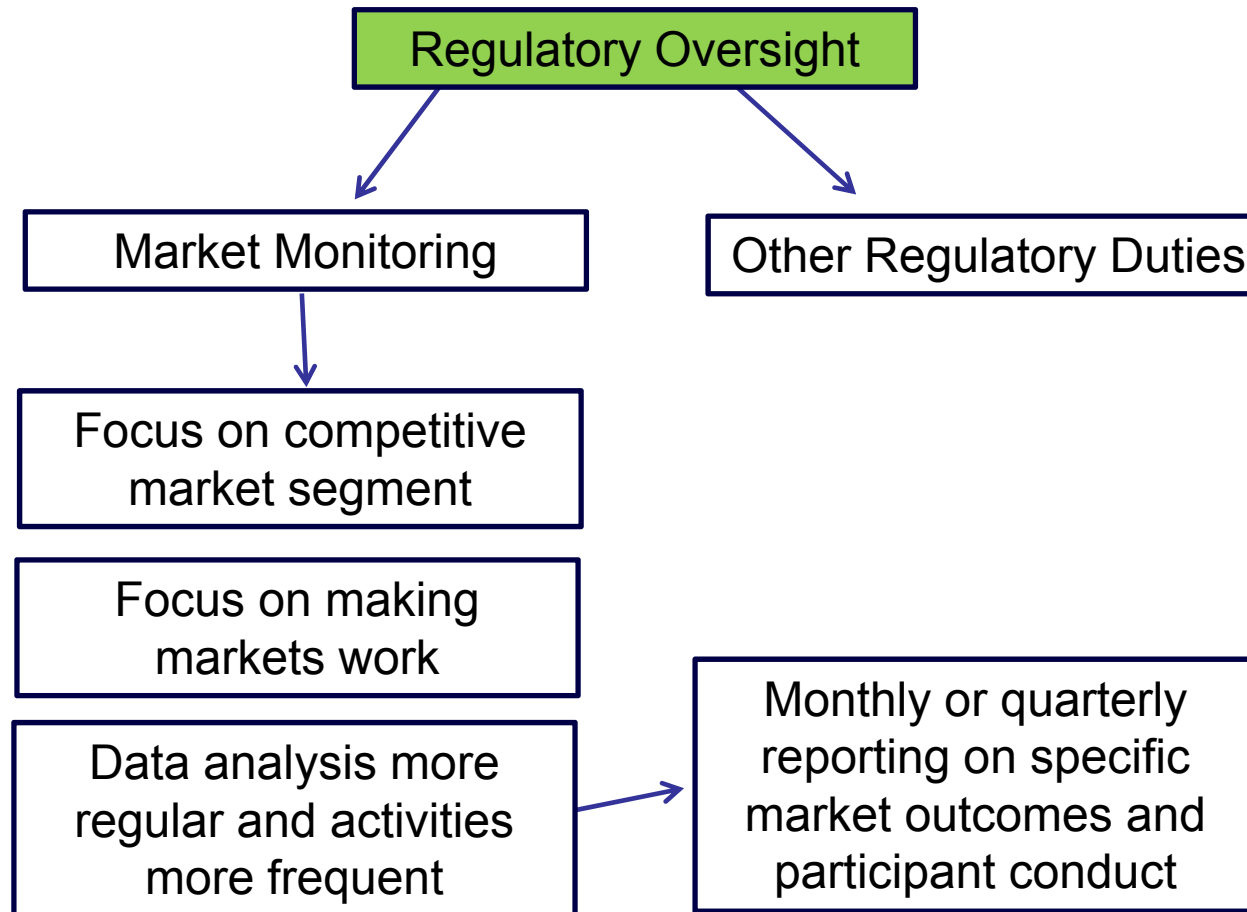 Regulatory Oversight
Market Monitoring
Other Regulatory Duties
Focus on competitive
market segment
Focus on making
markets work
Data analysis more
regular and activities
more frequent
Monthly or quarterly
reporting on specific
market outcomes and
participant conduct